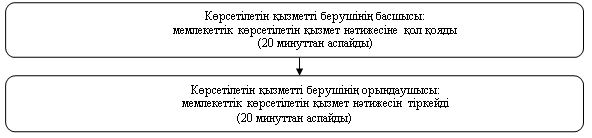 Көрсетілетін қызметті берушінің басшысы:
мемлекеттік көрсетілетін қызмет нәтижесіне қол қояды
(20 минуттан аспайды)
Көрсетілетін қызметті берушінің орындаушысы:
мемлекеттік көрсетілетін қызмет нәтижесін тіркейді
(20 минуттан аспайды)